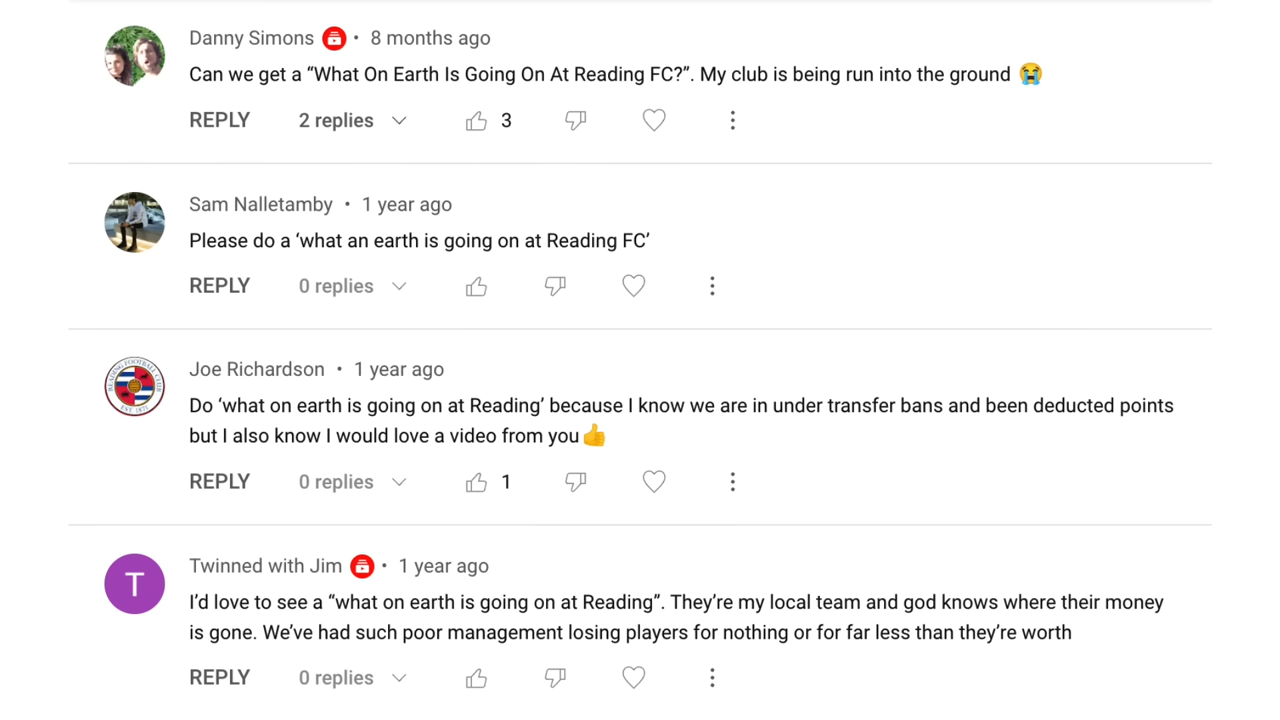 Danny Simons • 8 months ago
Can we get a “What On Earth Is Going On At Reading FC?”. My club is being run into the ground 😭
REPLY 2 replies 3
Sam Nalletamby • 1 year ago
Please do a ‘what an earth is going on at Reading FC’
REPLY 0 replies
READING FOOTBALL CLUB
EST. 1871
Joe Richardson • 1 year ago
Do ‘what on earth is going on at Reading’ because I know we are in under transfer bans and been deducted points
but I also know I would love a video from you👍
REPLY 0 replies 1
T
Twinned with Jim • 1 year ago
I’d love to see a “what on earth is going on at Reading”. They’re my local team and god knows where their money
is gone. We’ve had such poor management losing players for nothing or for far less than they’re worth
REPLY 0 replies